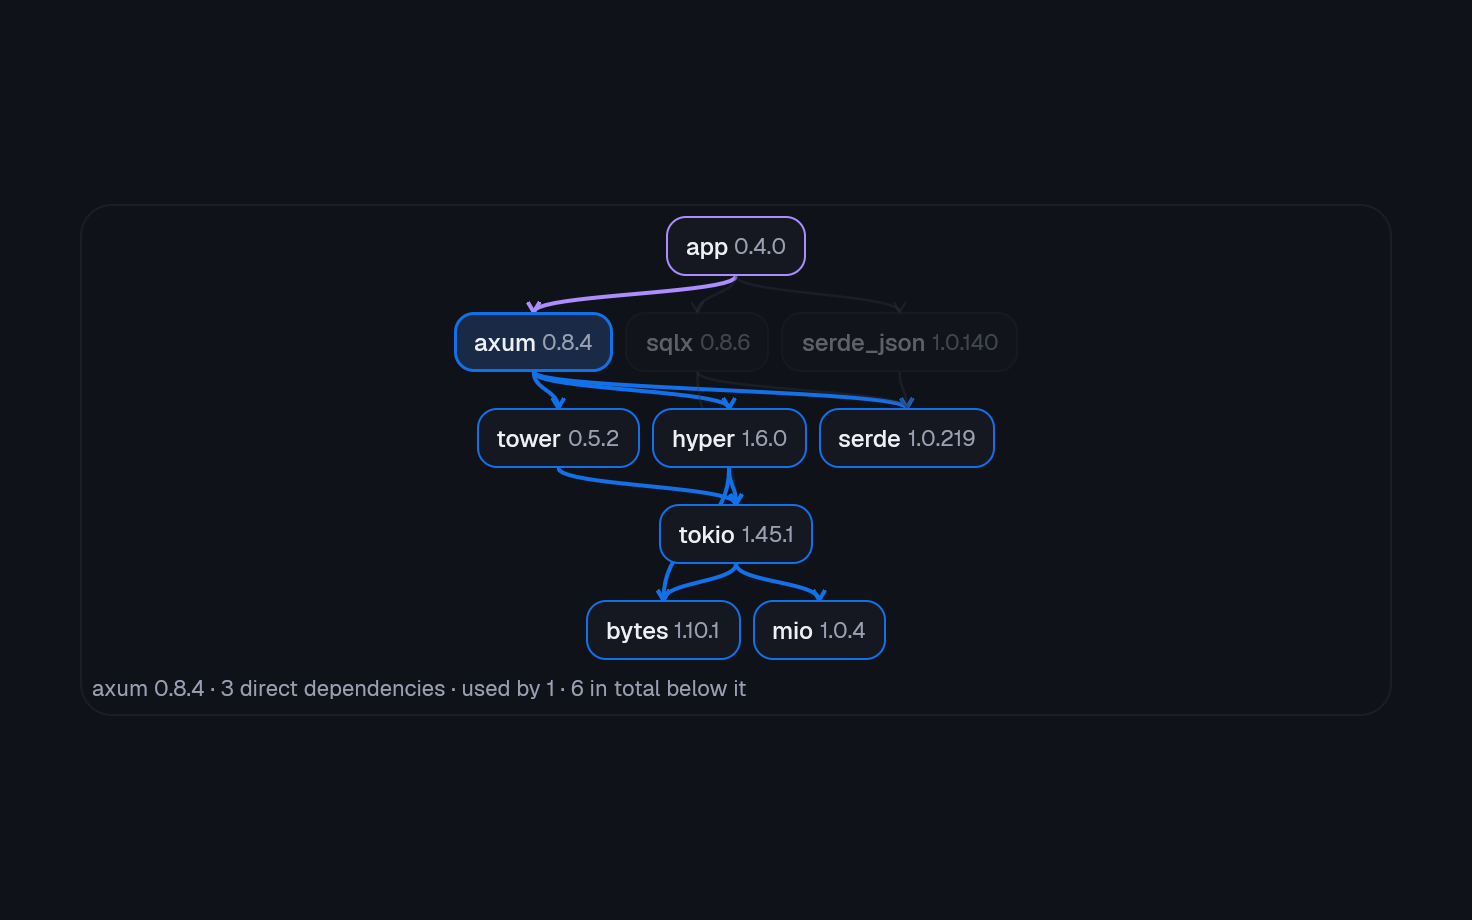 app 0.4.0
axum 0.8.4
sqlx 0.8.6
serde_json 1.0.140
tower 0.5.2
hyper 1.6.0
serde 1.0.219
tokio 1.45.1
bytes 1.10.1
mio 1.0.4
axum 0.8.4 · 3 direct dependencies · used by 1 · 6 in total below it